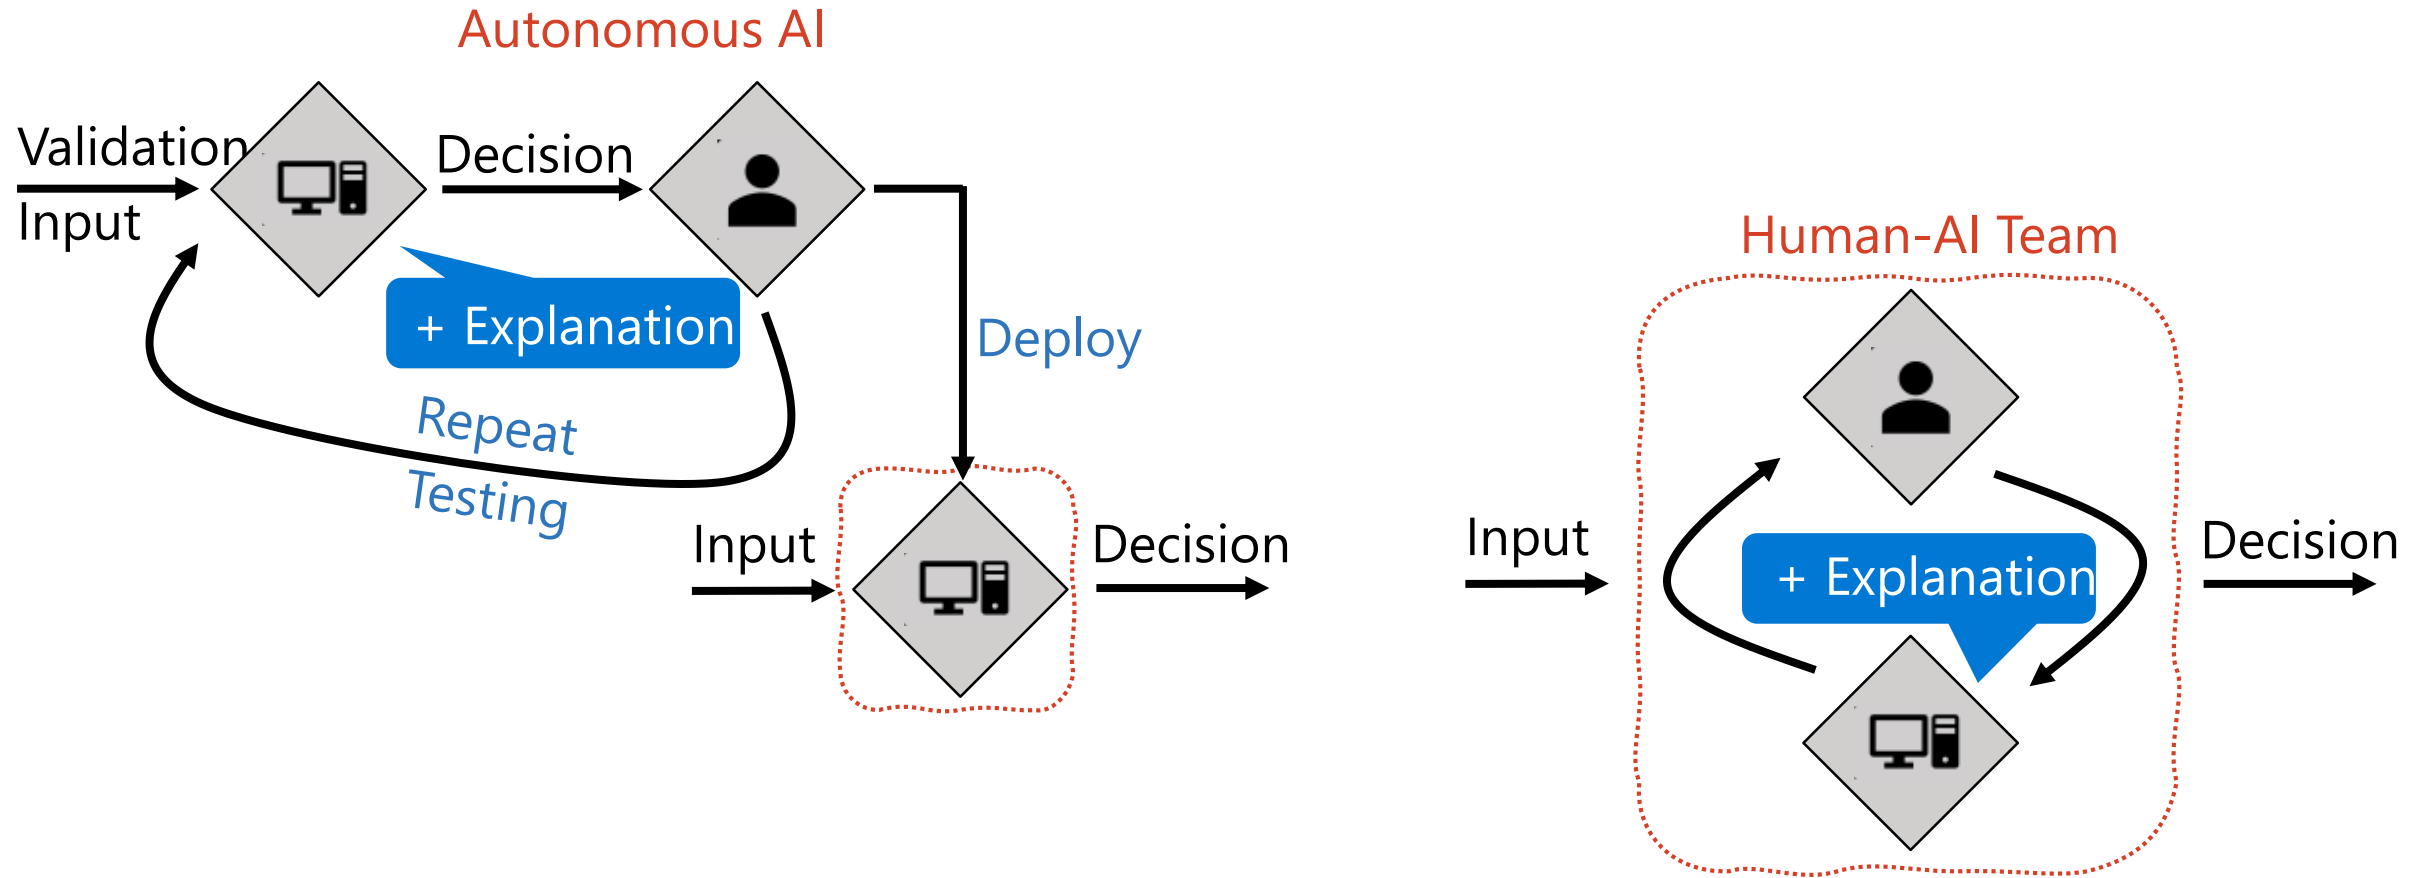 Autonomous AI
Validation
Input
Decision
+ Explanation
Repeat
Testing
Deploy
Input
Decision
Human-AI Team
Input
+ Explanation
Decision